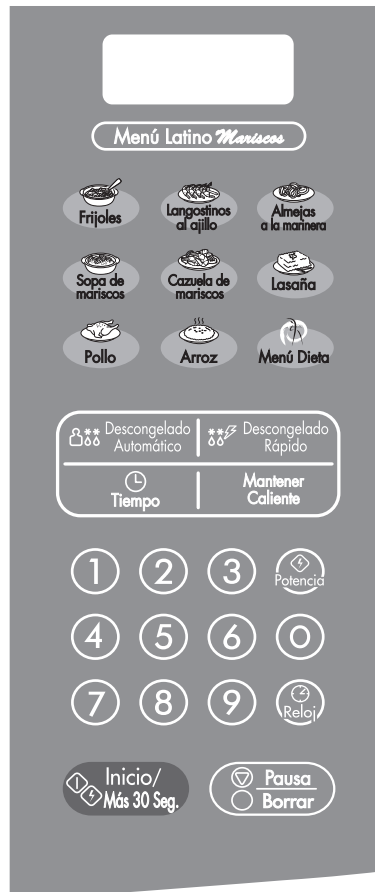 Menú Latino Mariscos
Frijoles
Langostinos
al ajillo
Almejas
a la marinera
Sopa de
mariscos
Cazuela de
mariscos
Lasaña
Pollo
Arroz
Menú Dieta
Descongelado
Automático
Descongelado
Rápido
Tiempo
Mantener
Caliente
1 2 3
Potencia
4 5 6 0
7 8 9
Reloj
Inicio/
Más 30 Seg.
Pausa
Borrar